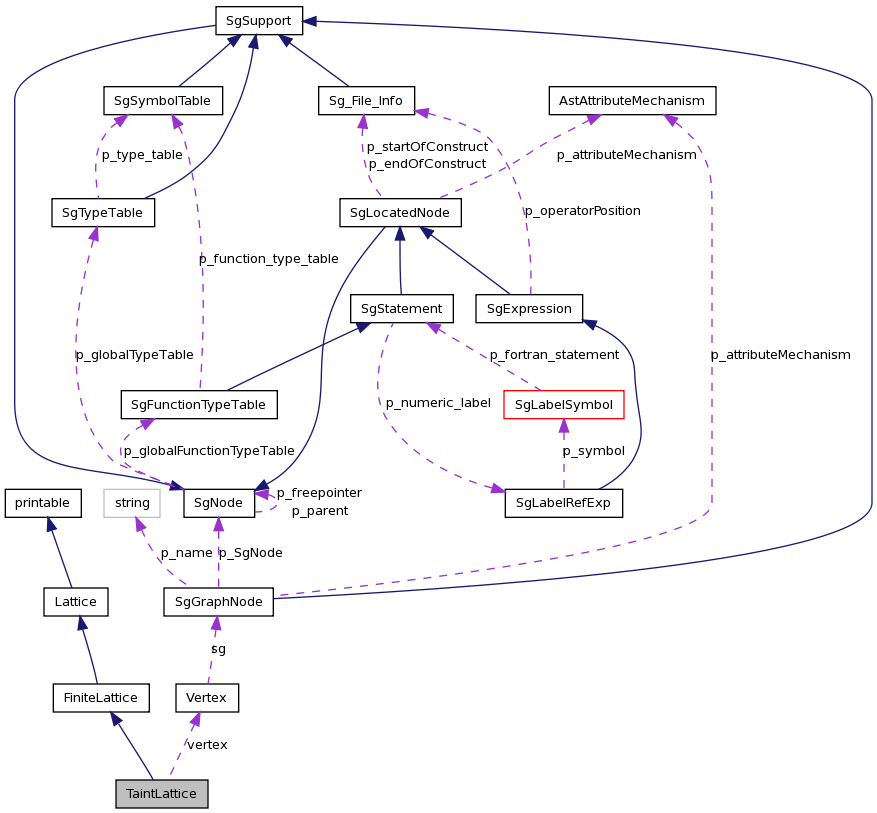 SgSupport
SgSymbolTable
Sg_File_Info
AstAttributeMechanism
p_type_table
p_startOfConstruct
p_endOfConstruct
p_attributeMechanism
SgTypeTable
SgLocatedNode
p_operatorPosition
p_function_type_table
SgStatement
SgExpression
p_globalTypeTable
p_fortran_statement
p_attributeMechanism
SgFunctionTypeTable
p_numeric_label
SgLabelSymbol
p_globalFunctionTypeTable
p_symbol
printable
string
SgNode
p_freepointer
p_parent
SgLabelRefExp
p_name
p_SgNode
Lattice
SgGraphNode
sg
FiniteLattice
Vertex
vertex
TaintLattice